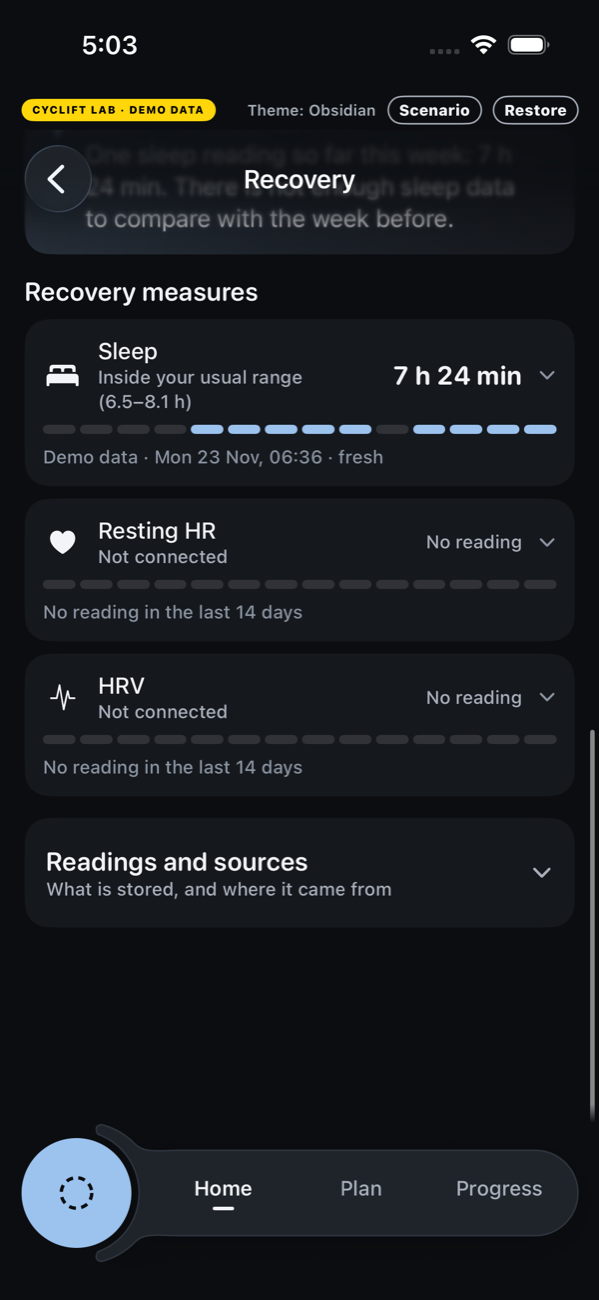 5:03
CYCLIFT LAB · DEMO DATA
Theme: Obsidian
Scenario
Restore
One sleep reading so far this week: 7 h
24 min. There is not enough sleep data
Recovery
to compare with the week before.
Recovery measures
Sleep
Inside your usual range
(6.5–8.1 h)
7 h 24 min
Demo data · Mon 23 Nov, 06:36 · fresh
Resting HR
Not connected
No reading
No reading in the last 14 days
HRV
Not connected
No reading
No reading in the last 14 days
Readings and sources
What is stored, and where it came from
Home
Plan
Progress